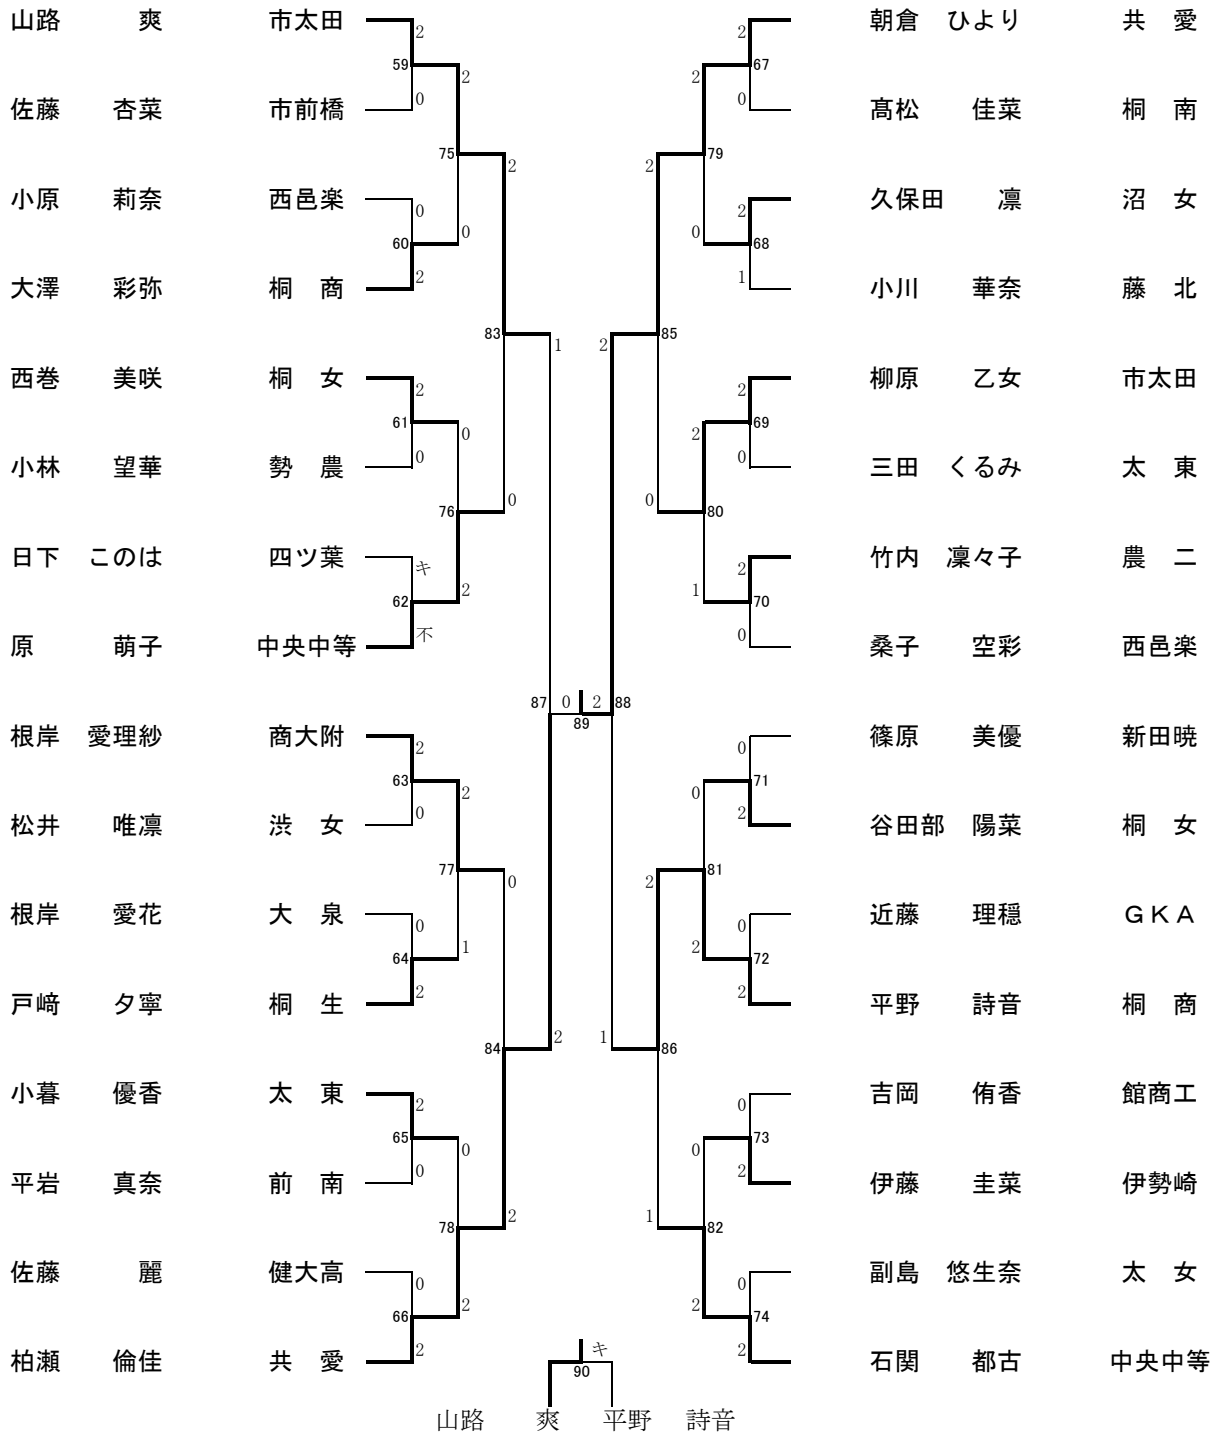 山路 爽 市太田 2 2 朝倉 ひより 共 愛
59 2 2 67
佐藤 杏菜 市前橋 0 0 髙松 佳菜 桐 南
75 2 2 79
小原 莉奈 西邑楽 0 2 久保田 凛 沼 女
60 0 0 68
大澤 彩弥 桐 商 2 1 小川 華奈 藤 北
83 1 2 85
西巻 美咲 桐 女 2 2 柳原 乙女 市太田
61 0 2 69
小林 望華 勢 農 0 0 三田 くるみ 太 東
76 0 0 80
日下 このは 四ツ葉 キ 2 竹内 凜々子 農 二
62 2 1 70
原 萌子 中央中等 不 0 桑子 空彩 西邑楽
87 0 2 88
89
根岸 愛理紗 商大附 2 0 篠原 美優 新田暁
63 2 0 71
松井 唯凛 渋 女 0 2 谷田部 陽菜 桐 女
77 0 2 81
根岸 愛花 大 泉 0 0 近藤 理穏 ＧＫＡ
64 1 2 72
戸﨑 夕寧 桐 生 2 2 平野 詩音 桐 商
84 2 1 86
小暮 優香 太 東 2 0 吉岡 侑香 館商工
65 0 0 73
平岩 真奈 前 南 0 2 伊藤 圭菜 伊勢崎
78 2 1 82
佐藤 麗 健大高 0 0 副島 悠生奈 太 女
66 2 2 74
柏瀬 倫佳 共 愛 2 キ 2 石関 都古 中央中等
90
山路 爽 平野 詩音